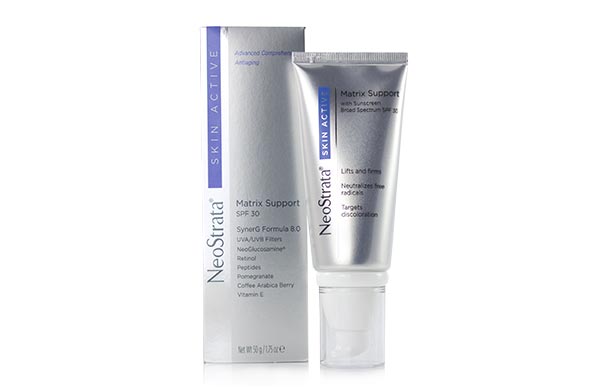 Advanced Comprehensive
Antiaging
SKIN ACTIVE
NeoStrata®
Matrix Support
SPF 30
SynerG Formula 8.0
UVA/UVB Filters
NeoGlucosamine®
Retinol
Peptides
Pomegranate
Coffee Arabica Berry
Vitamin E
Net Wt 50 g / 1.75 oz ℮
SKIN ACTIVE
NeoStrata®
Matrix Support
with Sunscreen
Broad Spectrum SPF 30
Lifts and firms
Neutralizes free
radicals
Targets
discoloration